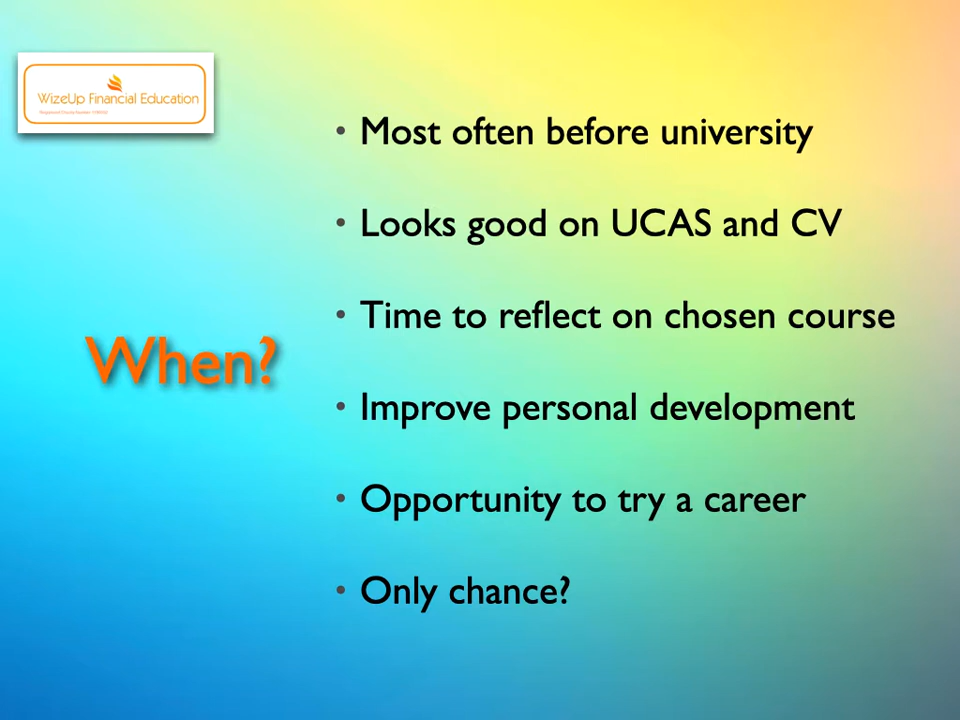 WizeUp Financial Education
Most often before university
Looks good on UCAS and CV
Time to reflect on chosen course
When?
Improve personal development
Opportunity to try a career
Only chance?